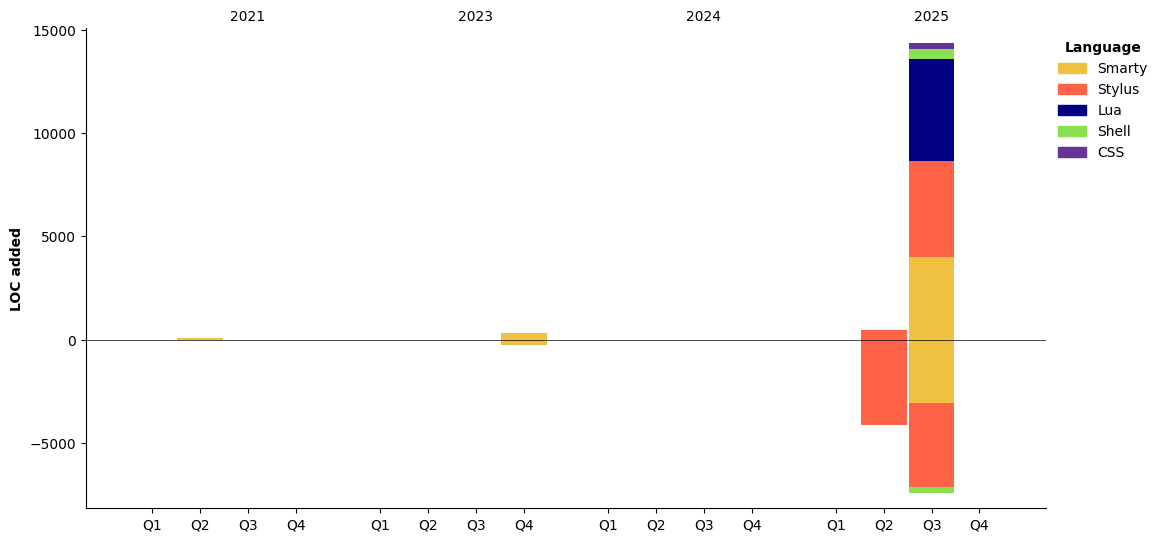 2021 2023 2024 2025
15000
10000
5000
0
−5000
LOC added
Q1 Q2 Q3 Q4 Q1 Q2 Q3 Q4 Q1 Q2 Q3 Q4 Q1 Q2 Q3 Q4
Language
Smarty
Stylus
Lua
Shell
CSS